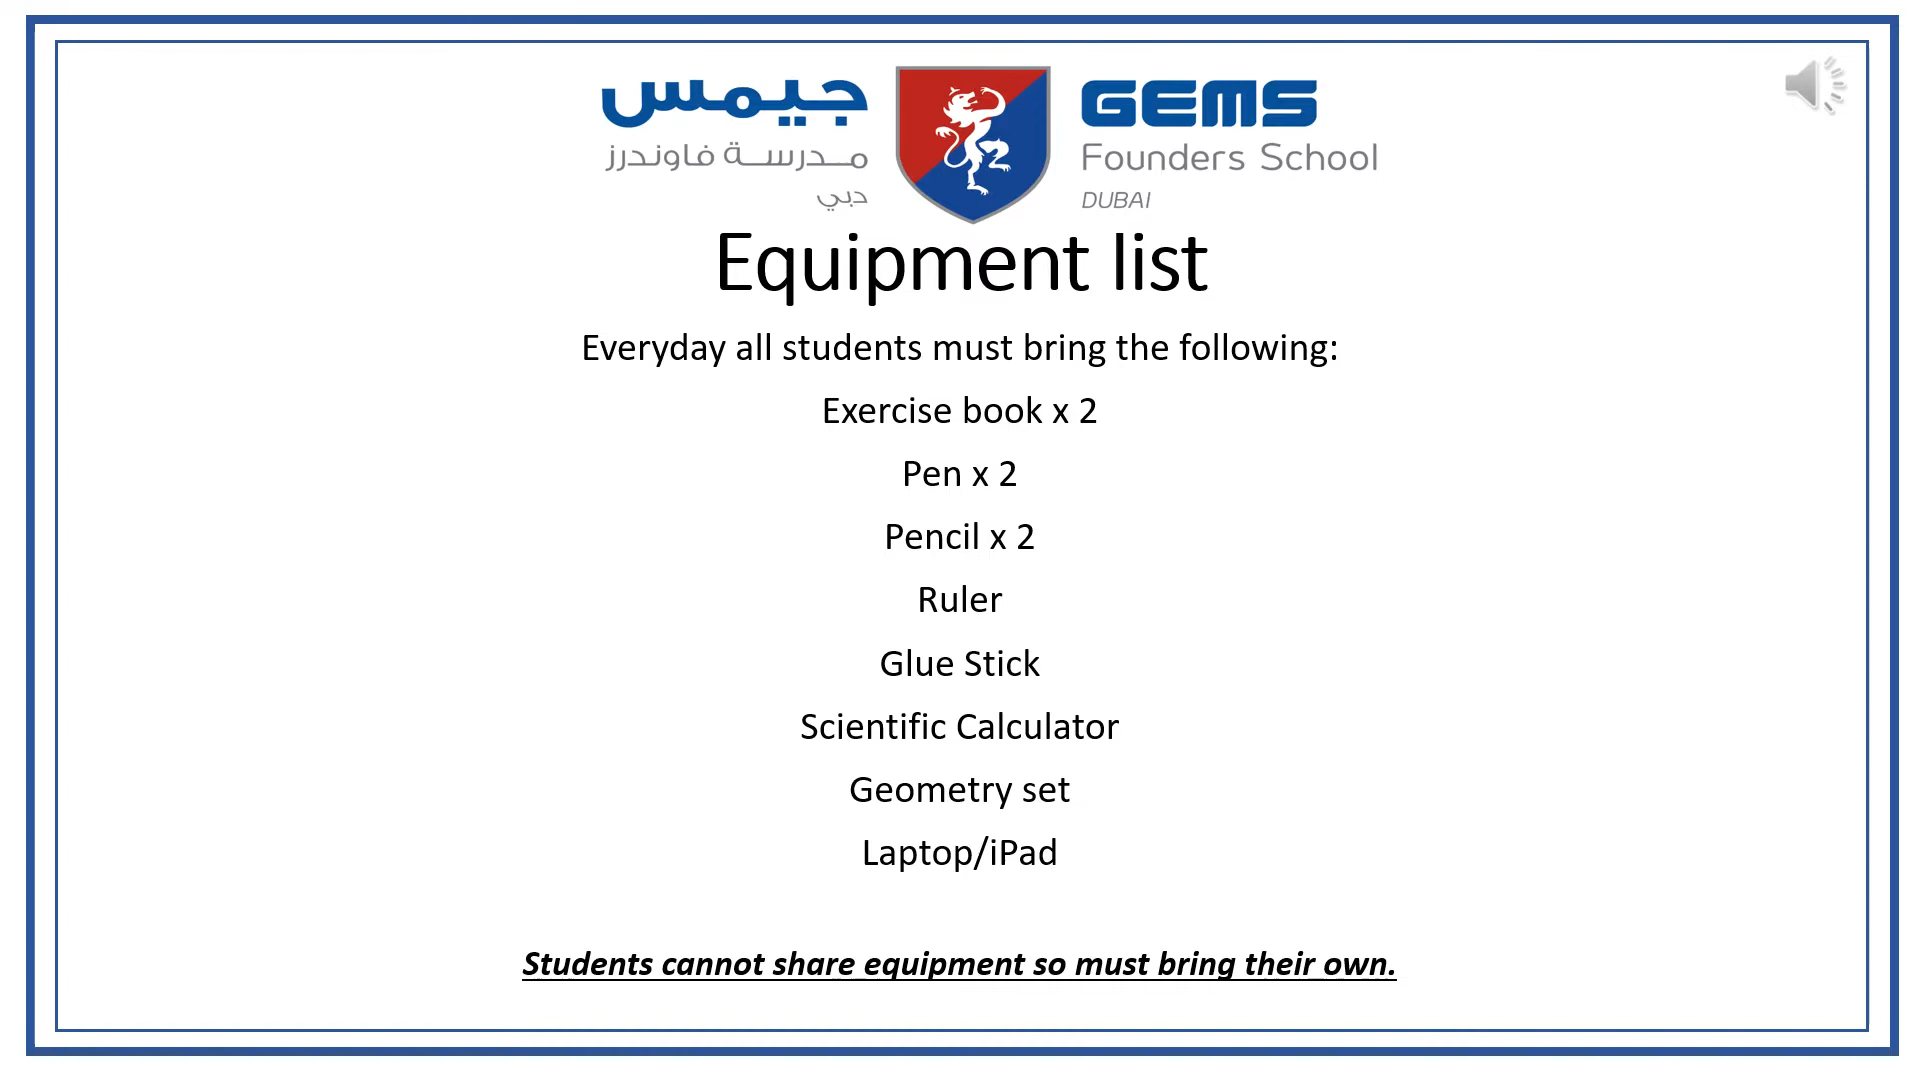 جيمس
مدرسة فاوندرز
دبي
GEMS
Founders School
DUBAI
Equipment list
Everyday all students must bring the following:
Exercise book x 2
Pen x 2
Pencil x 2
Ruler
Glue Stick
Scientific Calculator
Geometry set
Laptop/iPad
Students cannot share equipment so must bring their own.